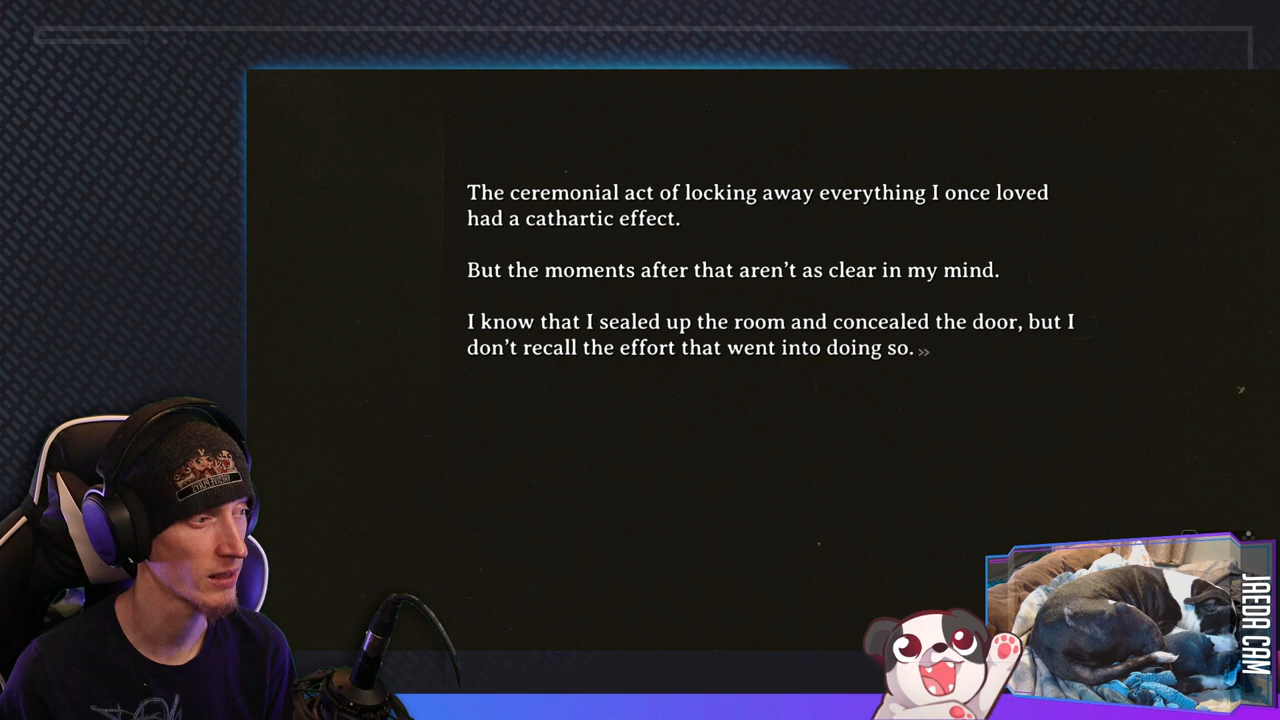 The ceremonial act of locking away everything I once loved
had a cathartic effect.
But the moments after that aren't as clear in my mind.
I know that I sealed up the room and concealed the door, but I
don't recall the effort that went into doing so. »
JAEDA CAM